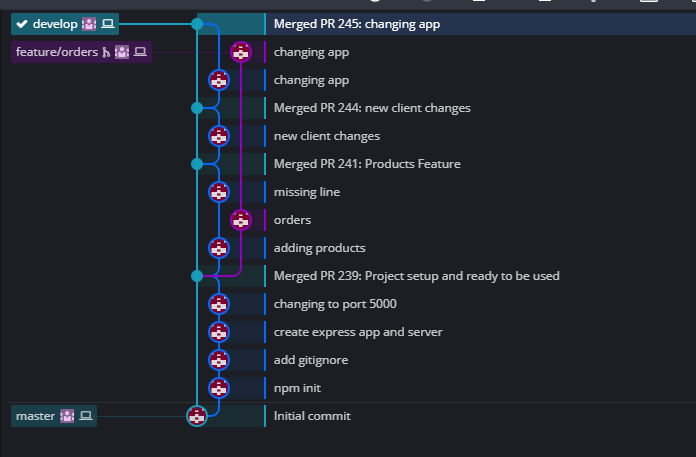 develop Merged PR 245: changing app
feature/orders changing app
changing app
Merged PR 244: new client changes
new client changes
Merged PR 241: Products Feature
missing line
orders
adding products
Merged PR 239: Project setup and ready to be used
changing to port 5000
create express app and server
add gitignore
npm init
master Initial commit